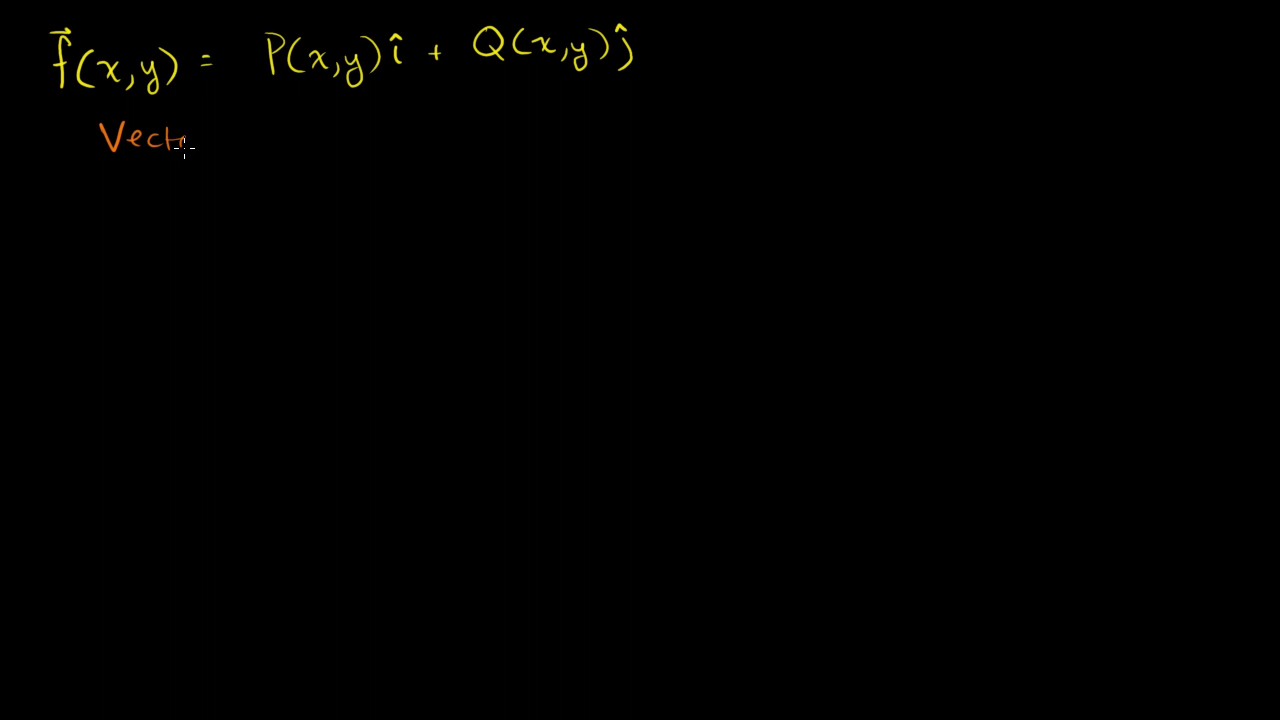 f⃗(x,y) = P(x,y)î + Q(x,y)ĵ
Vect